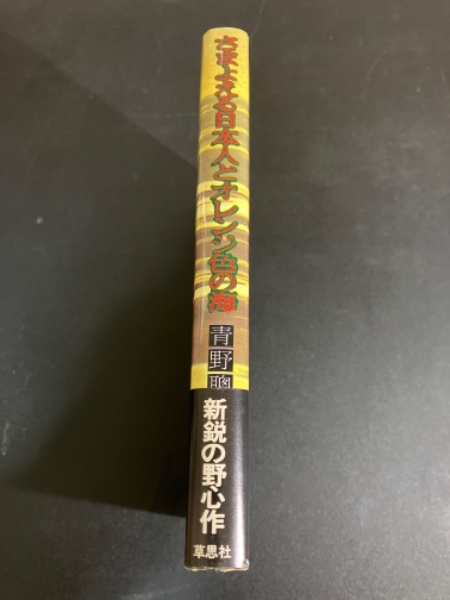 さまよえる日本人とオレンジ色の海
青野聰
新鋭の野心作
草思社